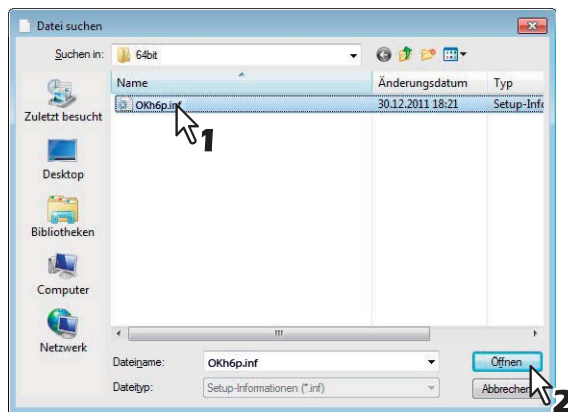 Datei suchen
Suchen in: 64bit
Name Änderungsdatum Typ
OKh6p.inf 30.12.2011 18:21 Setup-Info
1
Zuletzt besucht
Desktop
Bibliotheken
Computer
Netzwerk
Dateiname: OKh6p.inf Öffnen
Dateityp: Setup-Informationen (*.inf) Abbrechen
2